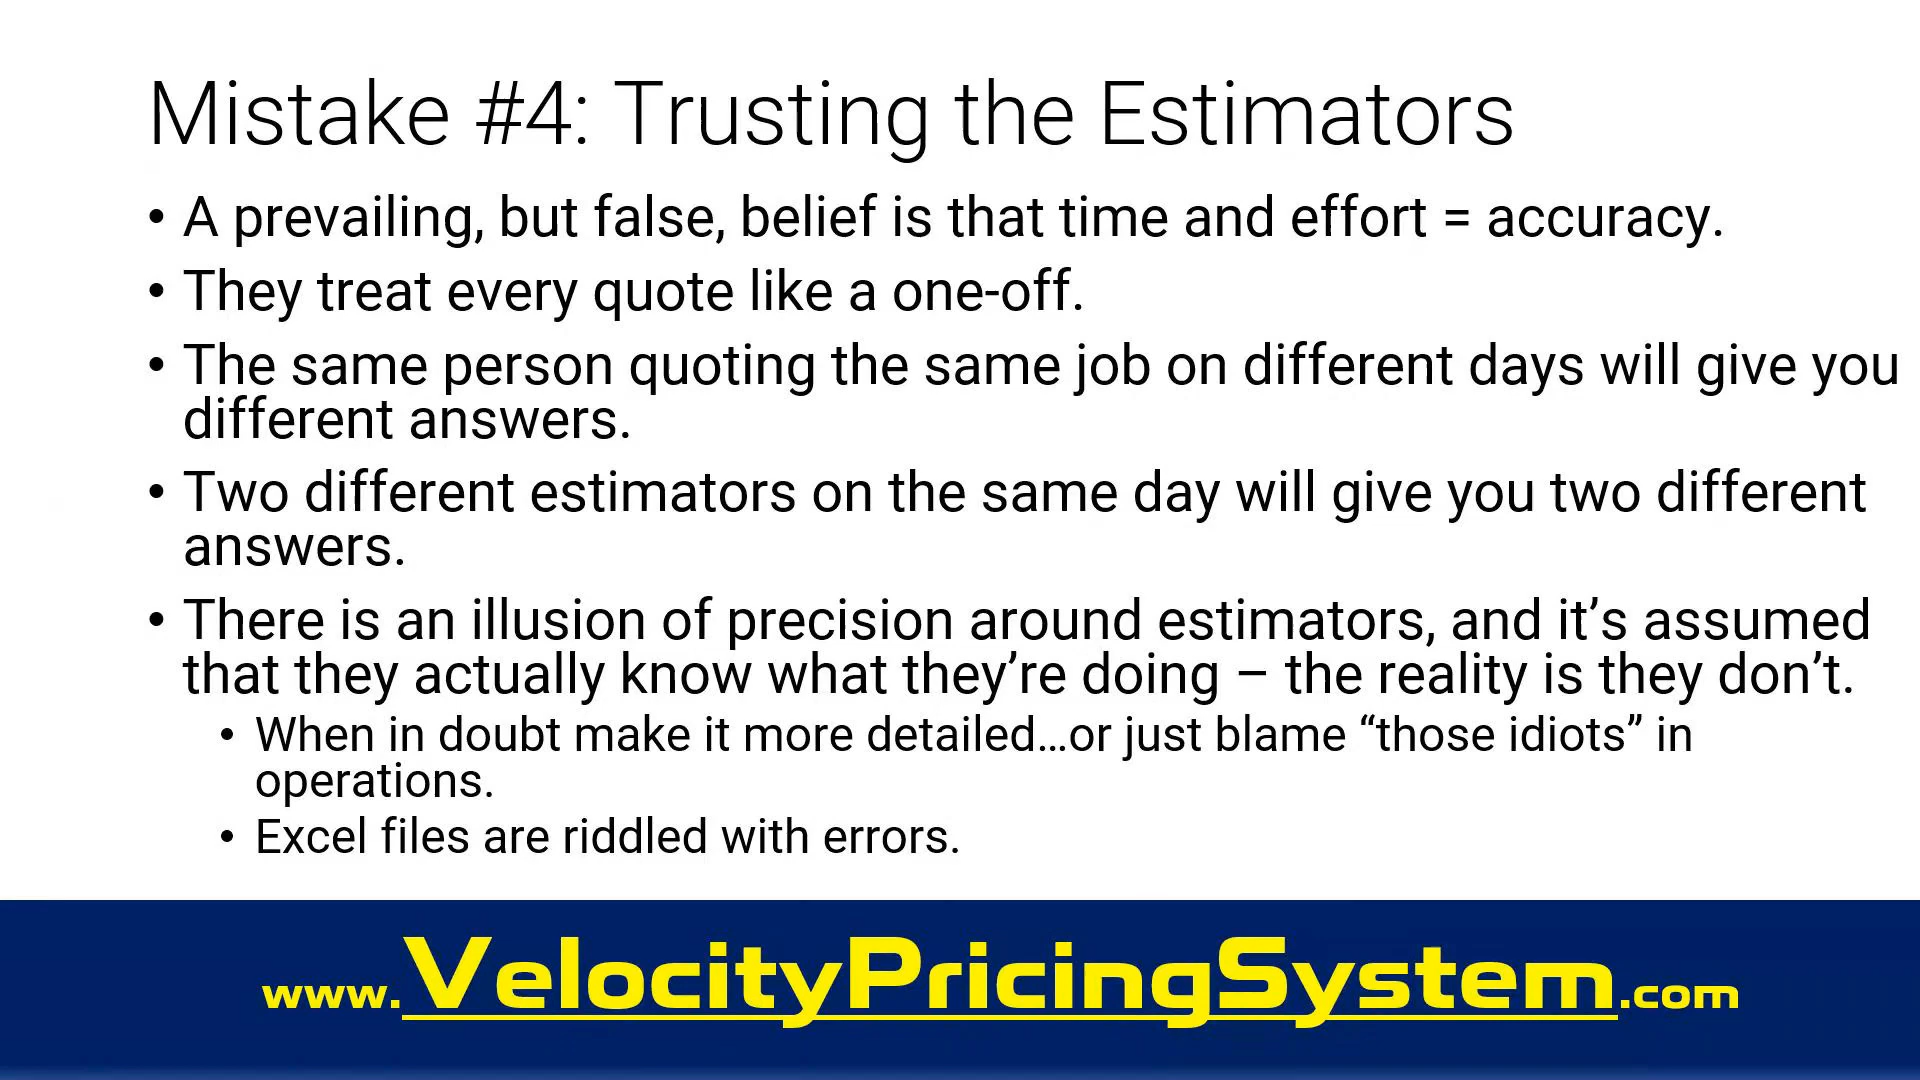 Mistake #4: Trusting the Estimators
• A prevailing, but false, belief is that time and effort = accuracy.
• They treat every quote like a one-off.
• The same person quoting the same job on different days will give you
different answers.
• Two different estimators on the same day will give you two different
answers.
• There is an illusion of precision around estimators, and it’s assumed
that they actually know what they’re doing – the reality is they don’t.
• When in doubt make it more detailed…or just blame “those idiots” in
operations.
• Excel files are riddled with errors.
www.VelocityPricingSystem.com